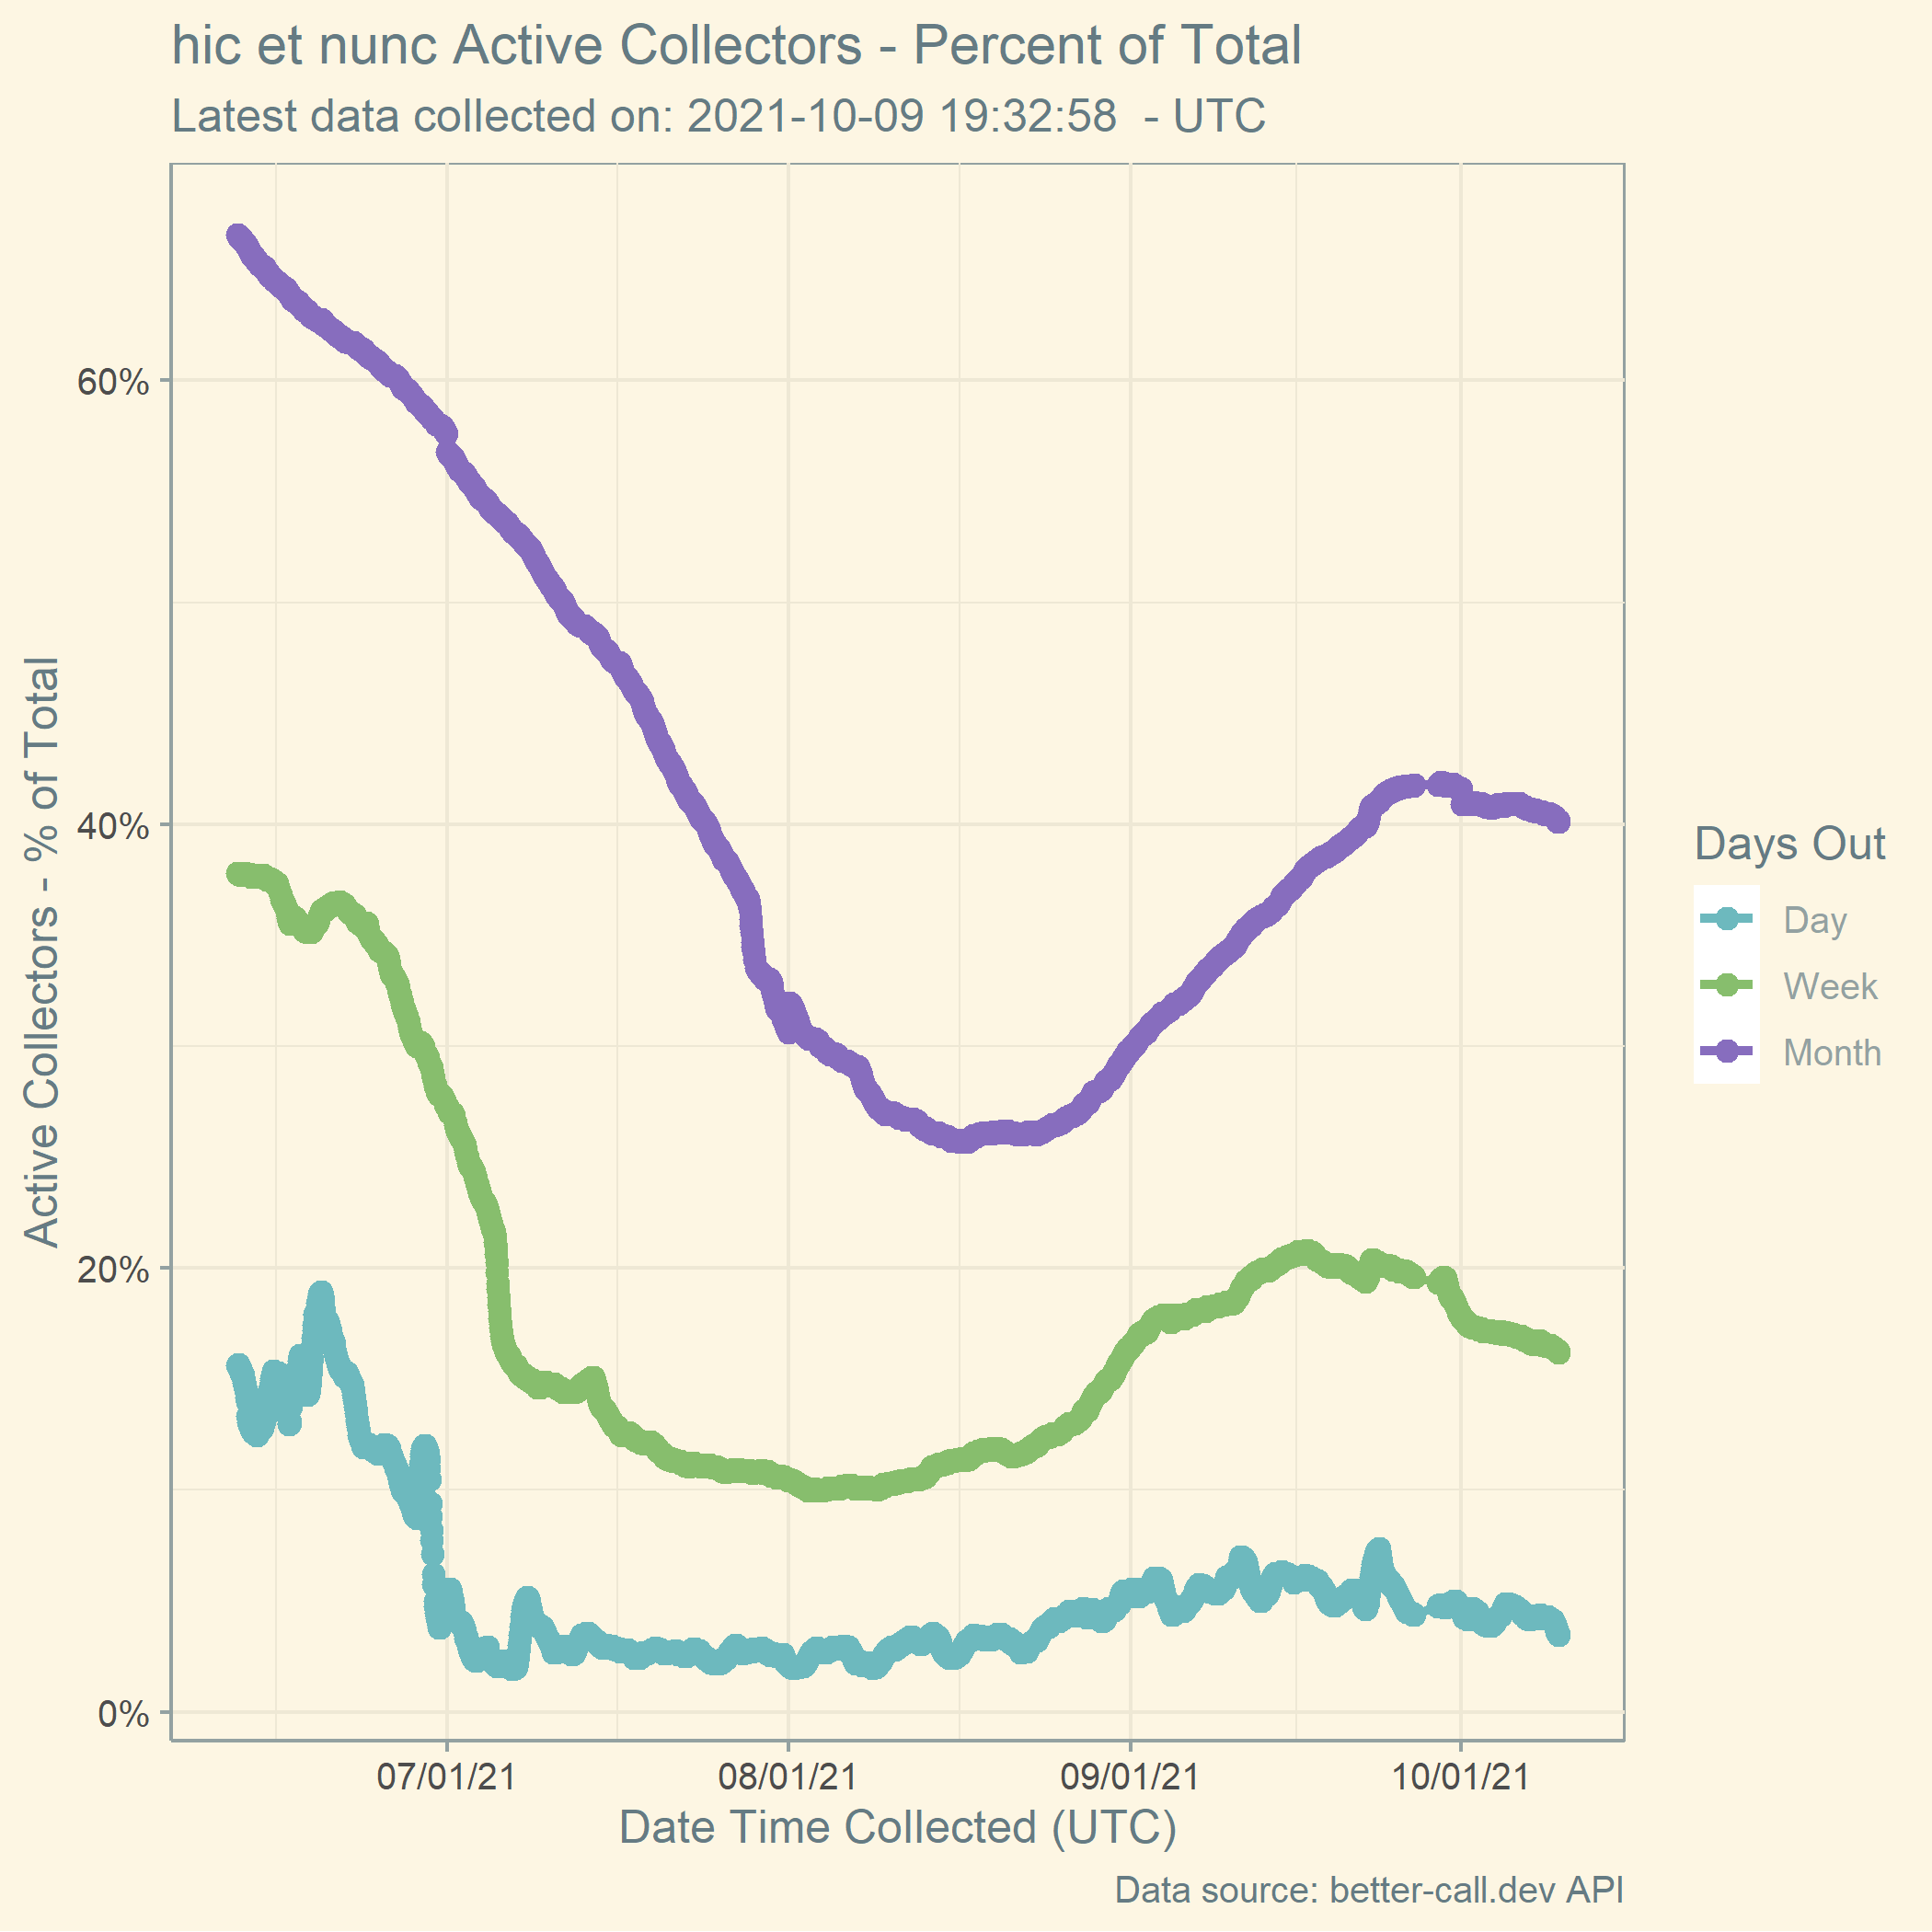 hic et nunc Active Collectors - Percent of Total
Latest data collected on: 2021-10-09 19:32:58  - UTC
Active Collectors - % of Total
60%
40%
20%
0%
07/01/21
08/01/21
09/01/21
10/01/21
Date Time Collected (UTC)
Days Out
Day
Week
Month
Data source: better-call.dev API